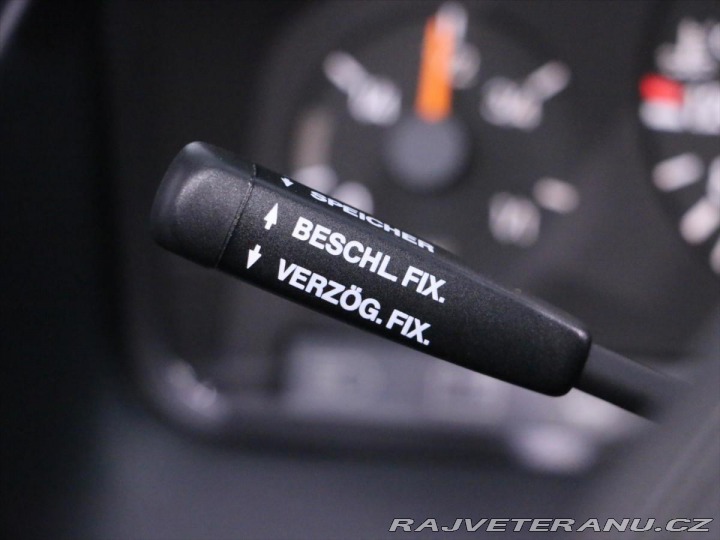 SPEICHER
BESCHL. FIX.
VERZÖG. FIX.
RAJVETERANU.CZ